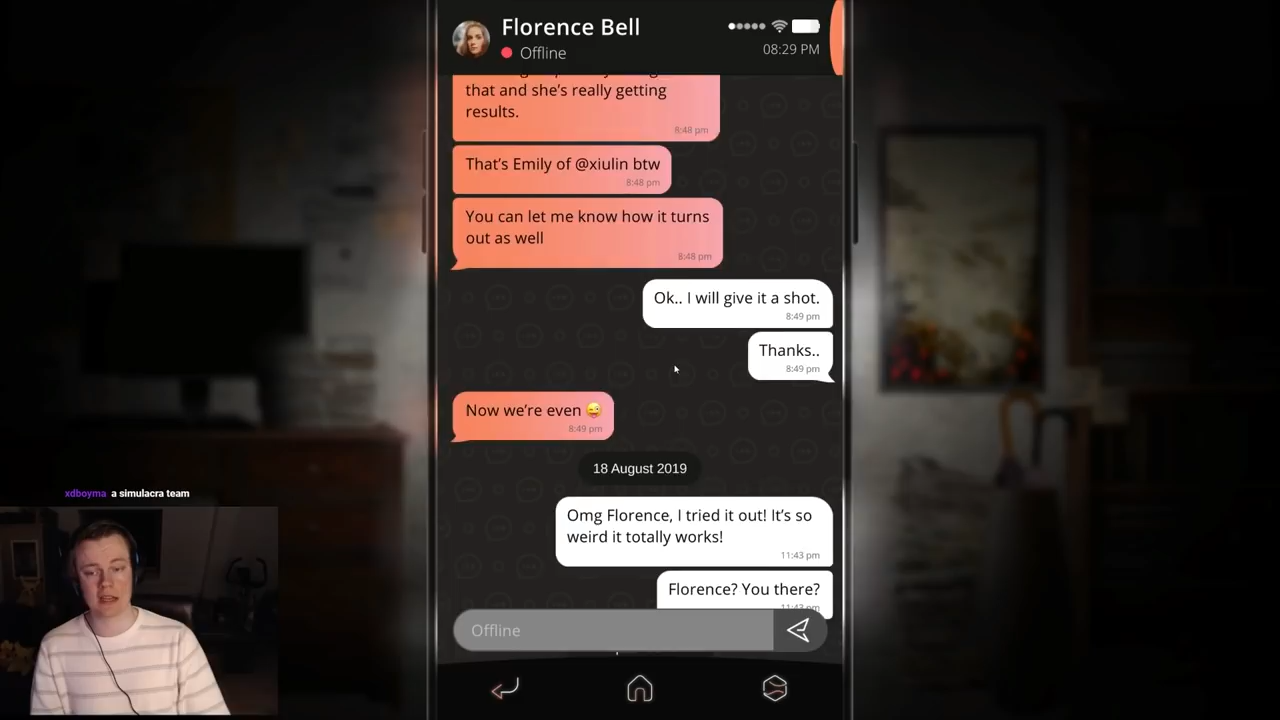 Florence Bell
Offline
08:29 PM
that and she's really getting
results.
8:48 pm
That's Emily of @xiulin btw
8:48 pm
You can let me know how it turns
out as well
8:48 pm
Ok.. I will give it a shot.
8:49 pm
Thanks..
8:49 pm
Now we're even 😜
8:49 pm
18 August 2019
xdboyma a simulacra team
Omg Florence, I tried it out! It's so
weird it totally works!
11:43 pm
Florence? You there?
11:43 pm
Offline